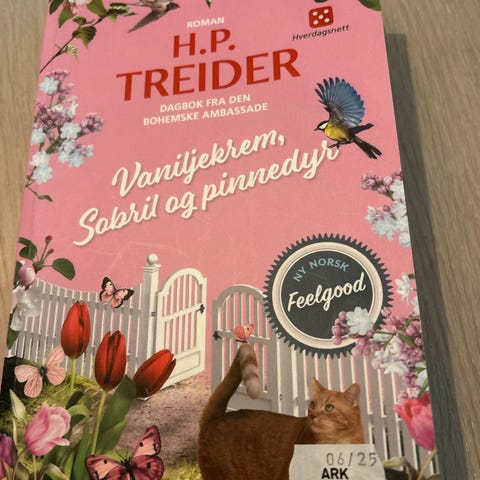 ROMAN
H.P.
TREIDER
Hverdagsnett
DAGBOK FRA DEN
BOHEMSKE AMBASSADE
Vaniljekrem,
Sobril og pinnedyr
NY NORSK
Feelgood
06/25
ARK